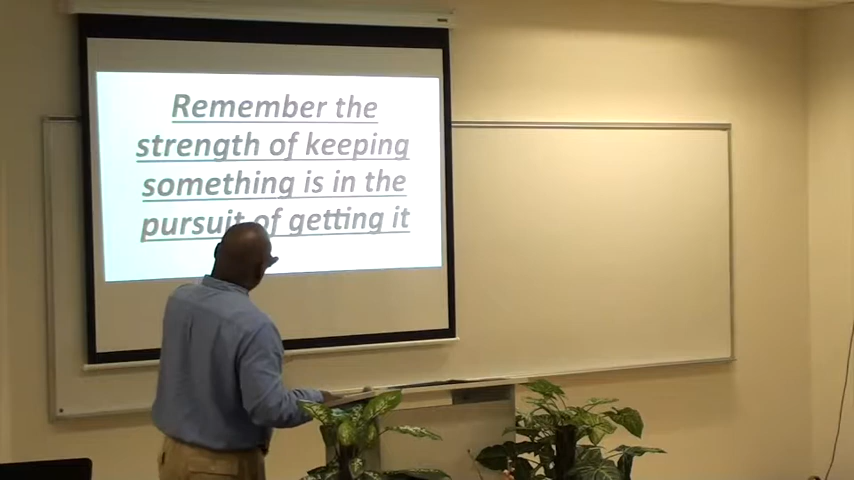 Remember the
strength of keeping
something is in the
pursuit of getting it